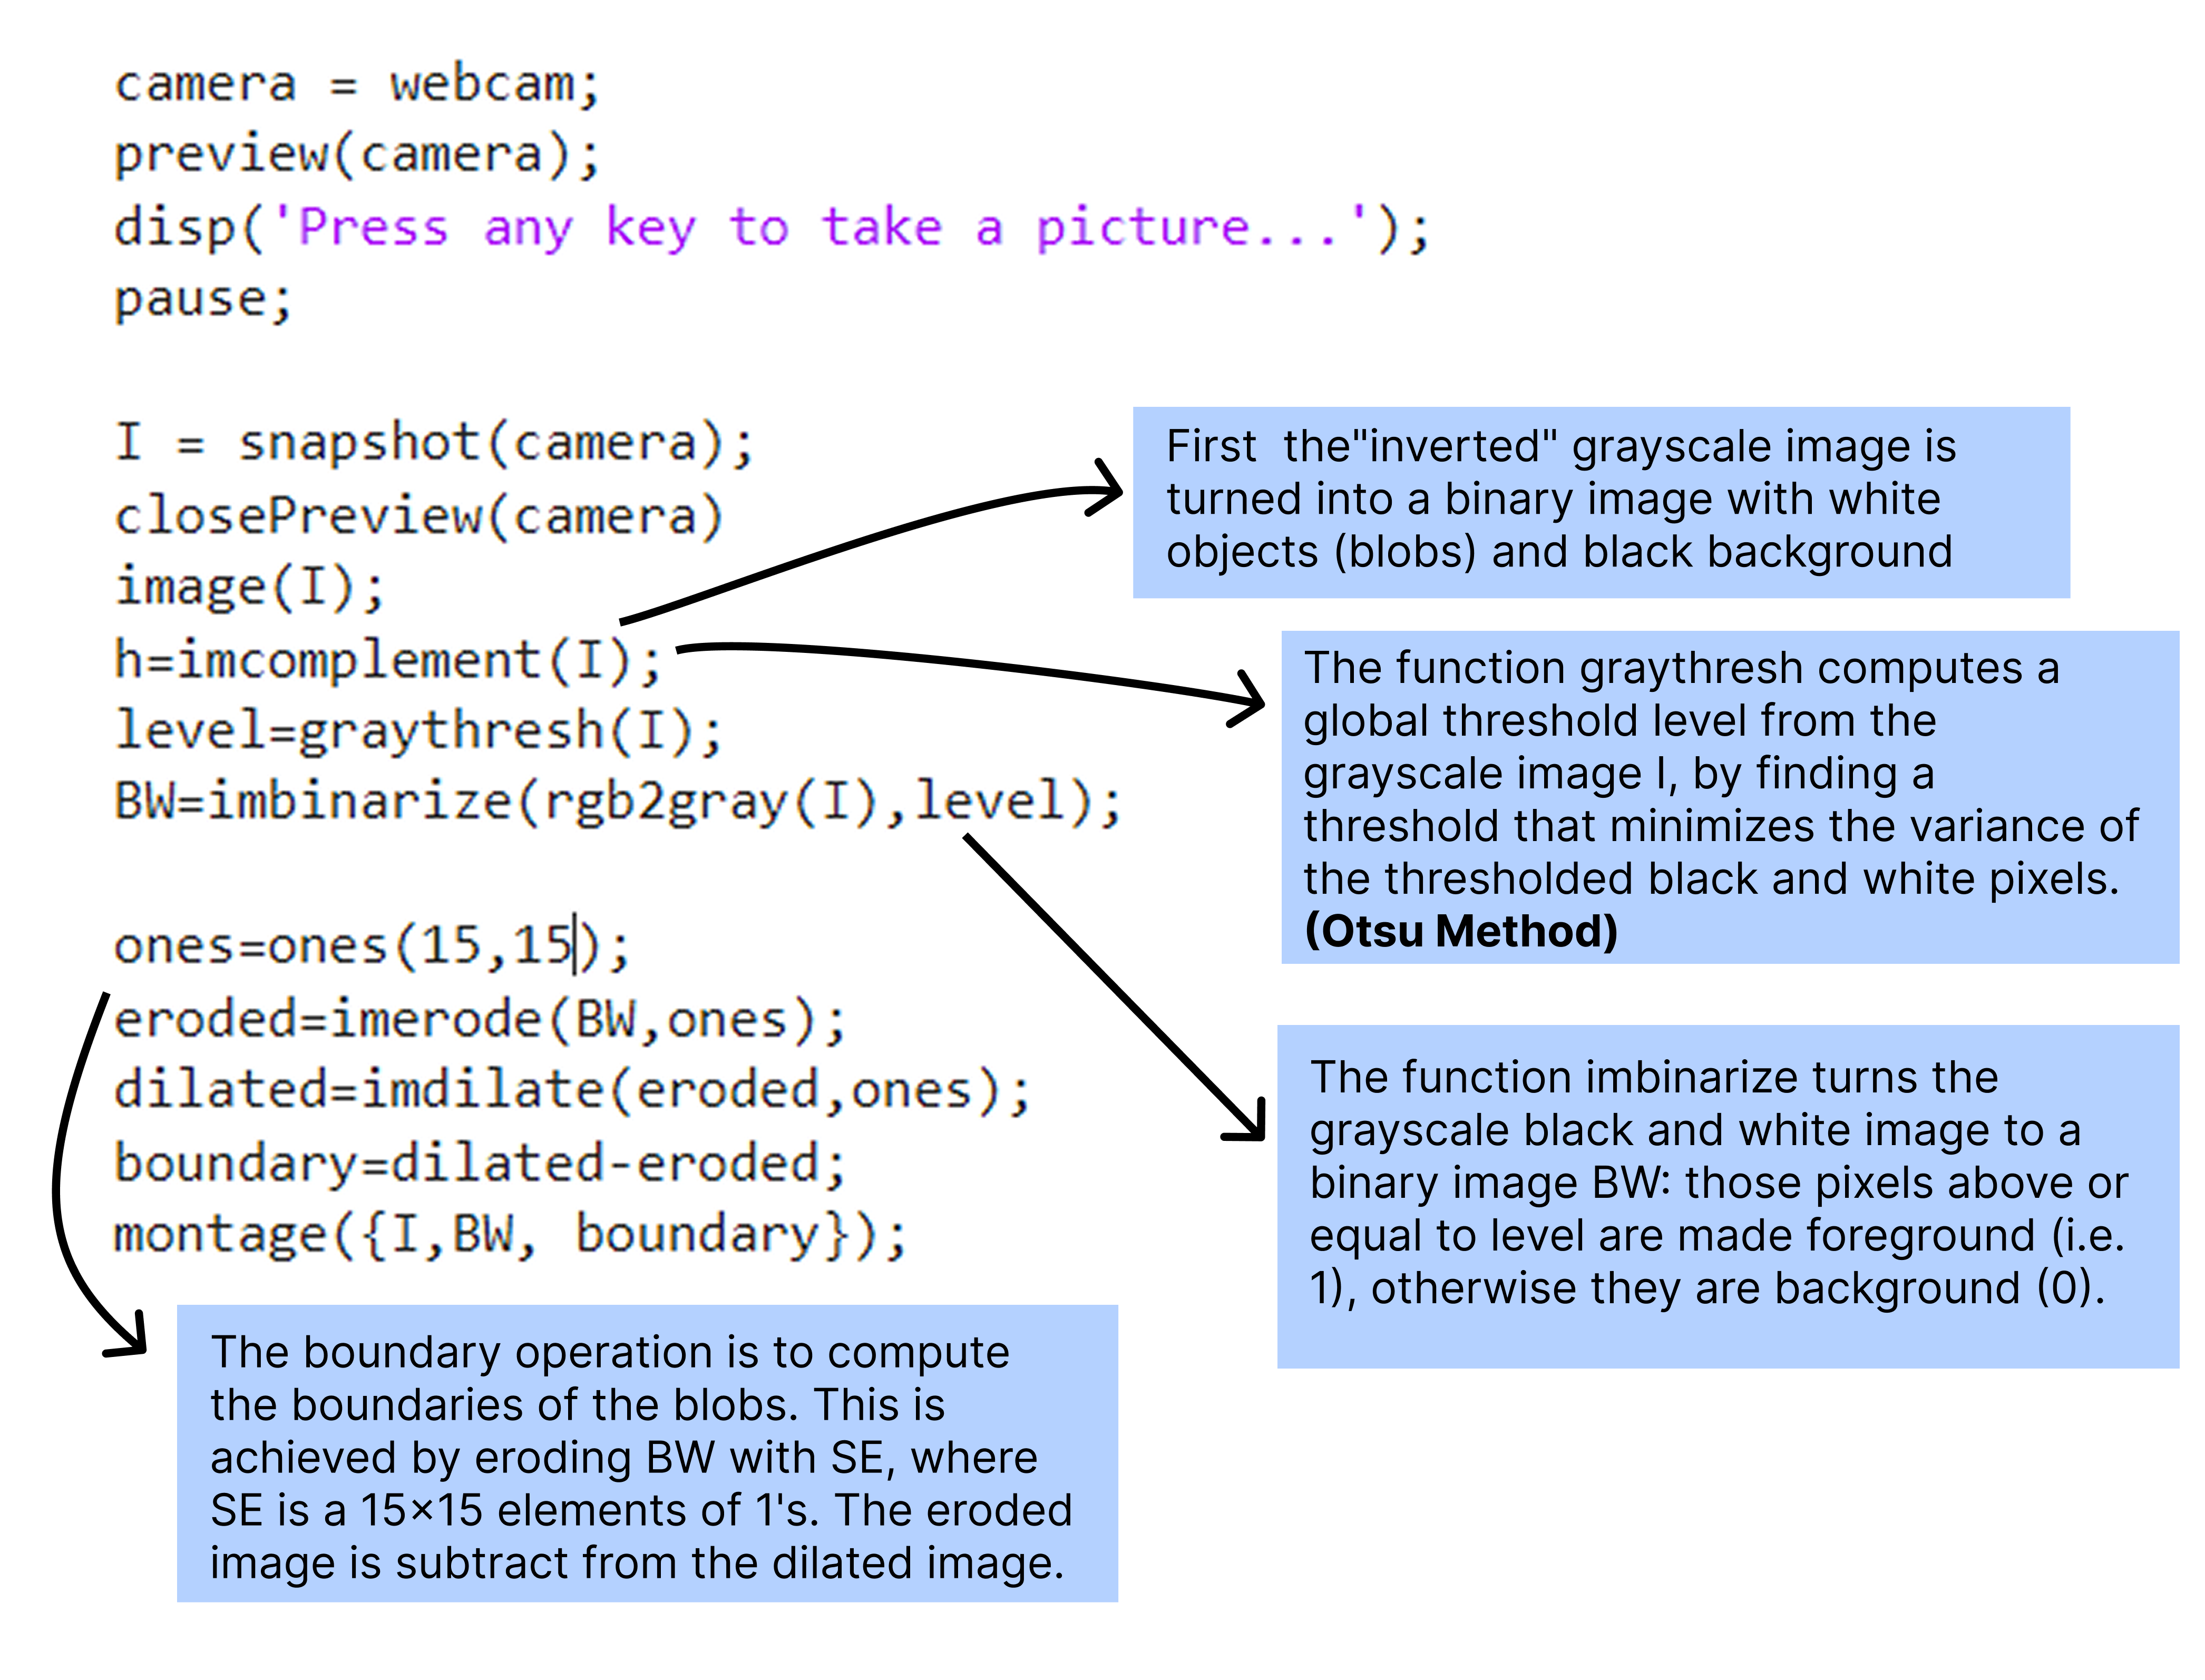 camera = webcam;
preview(camera);
disp('Press any key to take a picture...');
pause;
I = snapshot(camera);
closePreview(camera)
image(I);
h=imcomplement(I);
level=graythresh(I);
BW=imbinarize(rgb2gray(I),level);
ones=ones(15,15);
eroded=imerode(BW,ones);
dilated=imdilate(eroded,ones);
boundary=dilated-eroded;
montage({I,BW, boundary});
First  the"inverted" grayscale image is
turned into a binary image with white
objects (blobs) and black background
The function graythresh computes a
global threshold level from the
grayscale image I, by finding a
threshold that minimizes the variance of
the thresholded black and white pixels.
(Otsu Method)
The function imbinarize turns the
grayscale black and white image to a
binary image BW: those pixels above or
equal to level are made foreground (i.e.
1), otherwise they are background (0).
The boundary operation is to compute
the boundaries of the blobs. This is
achieved by eroding BW with SE, where
SE is a 15×15 elements of 1's. The eroded
image is subtract from the dilated image.